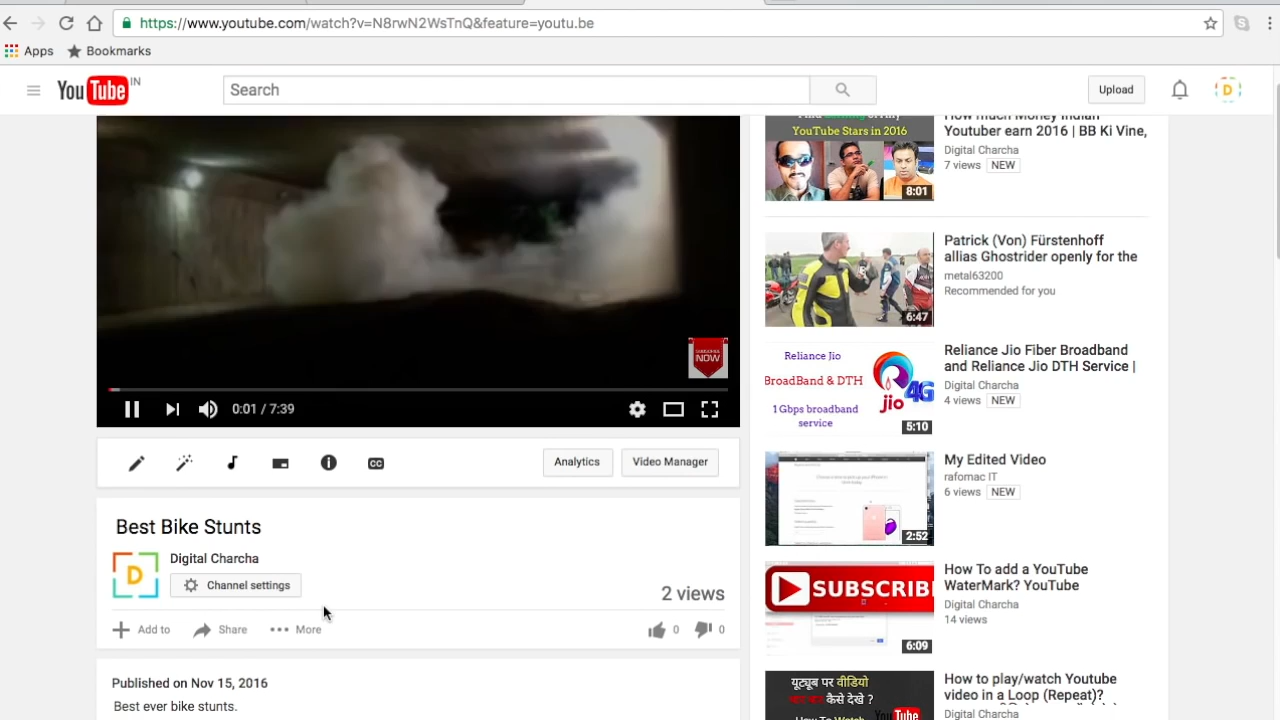 https://www.youtube.com/watch?v=N8rwN2WsTnQ&feature=youtu.be
Apps
Bookmarks
YouTube IN
Search
Upload
D
NOW
0:01 / 7:39
CC
Analytics
Video Manager
Best Bike Stunts
D
Digital Charcha
Channel settings
2 views
Add to
Share
More
0
0
Published on Nov 15, 2016
Best ever bike stunts.
YouTube Stars in 2016
8:01
How much Money Indian
Youtuber earn 2016 | BB Ki Vine,
Digital Charcha
7 views NEW
6:47
Patrick (Von) Fürstenhoff
allias Ghostrider openly for the
metal63200
Recommended for you
Reliance Jio
BroadBand & DTH
1Gbps broadband
service
4G
Jio
5:10
Reliance Jio Fiber Broadband
and Reliance Jio DTH Service |
Digital Charcha
4 views NEW
2:52
My Edited Video
rafomac IT
6 views NEW
SUBSCRIB
6:09
How To add a YouTube
WaterMark? YouTube
Digital Charcha
14 views
यूट्यूब पर वीडियो
बार बार कैसे देखे ?
How To Watch
YouTube
How to play/watch Youtube
video in a Loop (Repeat)?
Digital Charcha